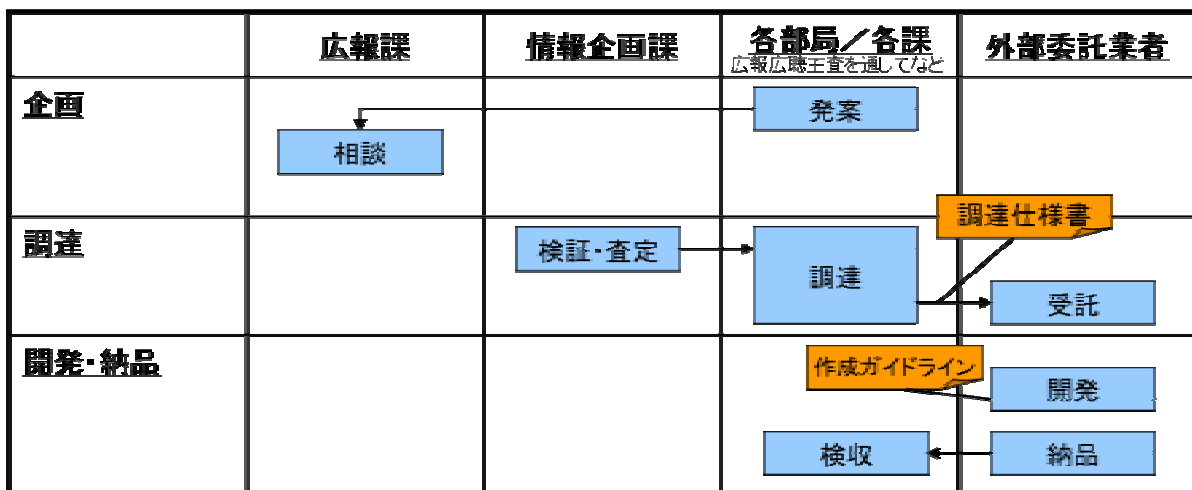 広報課
情報企画課
各部局／各課
広報広聴主査を通してなど
外部委託業者
企画
発案
相談
調達仕様書
調達
検証・査定
調達
受託
開発・納品
作成ガイドライン
開発
検収
納品